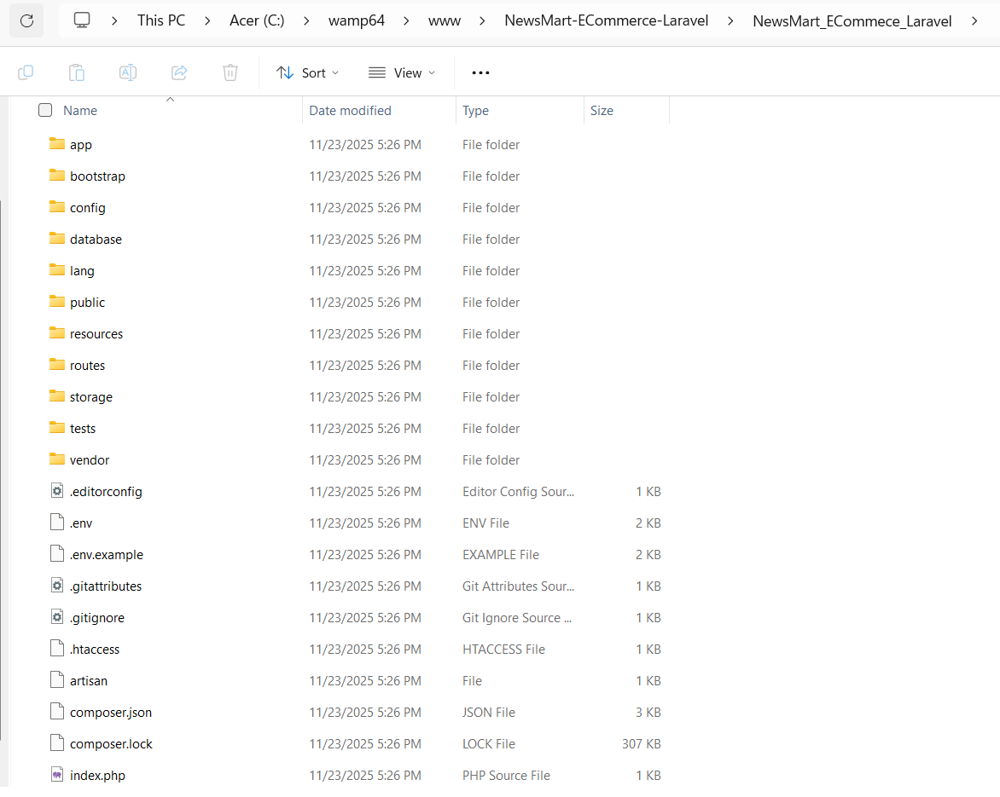 This PC > Acer (C:) > wamp64 > www > NewsMart-ECommerce-Laravel > NewsMart_ECommece_Laravel >
Sort View
Name Date modified Type Size
app 11/23/2025 5:26 PM File folder
bootstrap 11/23/2025 5:26 PM File folder
config 11/23/2025 5:26 PM File folder
database 11/23/2025 5:26 PM File folder
lang 11/23/2025 5:26 PM File folder
public 11/23/2025 5:26 PM File folder
resources 11/23/2025 5:26 PM File folder
routes 11/23/2025 5:26 PM File folder
storage 11/23/2025 5:26 PM File folder
tests 11/23/2025 5:26 PM File folder
vendor 11/23/2025 5:26 PM File folder
.editorconfig 11/23/2025 5:26 PM Editor Config Sour... 1 KB
.env 11/23/2025 5:26 PM ENV File 2 KB
.env.example 11/23/2025 5:26 PM EXAMPLE File 2 KB
.gitattributes 11/23/2025 5:26 PM Git Attributes Sour... 1 KB
.gitignore 11/23/2025 5:26 PM Git Ignore Source ... 1 KB
.htaccess 11/23/2025 5:26 PM HTACCESS File 1 KB
artisan 11/23/2025 5:26 PM File 1 KB
composer.json 11/23/2025 5:26 PM JSON File 3 KB
composer.lock 11/23/2025 5:26 PM LOCK File 307 KB
index.php 11/23/2025 5:26 PM PHP Source File 1 KB